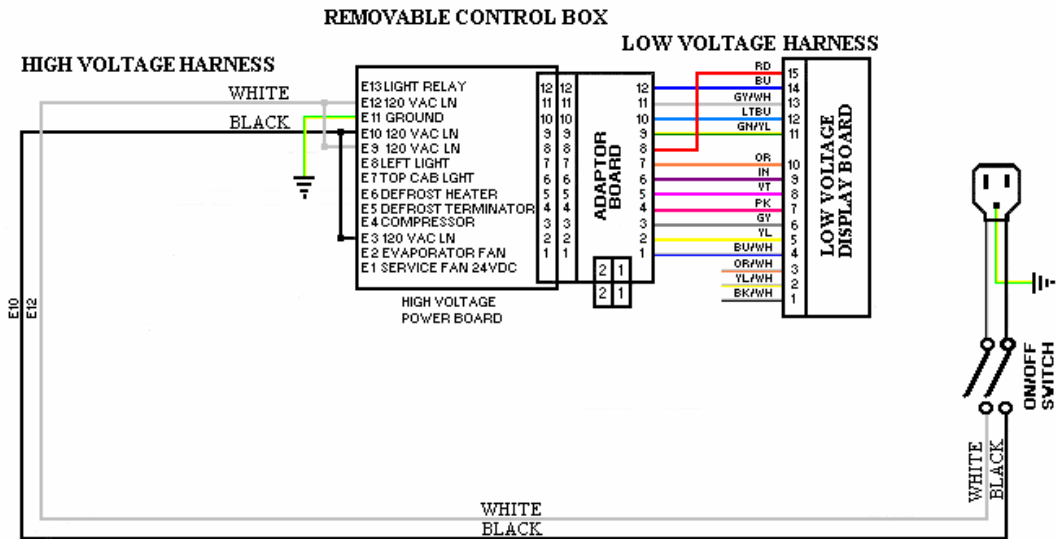 REMOVABLE CONTROL BOX
LOW VOLTAGE HARNESS
HIGH VOLTAGE HARNESS
WHITE
BLACK
E13 LIGHT RELAY
E12 120 VAC LN
E11 GROUND
E10 120 VAC LN
E9 120 VAC LN
E8 LEFT LIGHT
E7 TOP CAB LGHT
E6 DEFROST HEATER
E5 DEFROST TERMINATOR
E4 COMPRESSOR
E3 120 VAC LN
E2 EVAPORATOR FAN
E1 SERVICE FAN 24VDC
12 12
11 11
10 10
9 9
8 8
7 7
6 6
5 5
4 4
3 3
2 2
1 1
ADAPTOR
BOARD
12
11
10
9
8
7
6
5
4
3
2
1
2 1
2 1
HIGH VOLTAGE
POWER BOARD
RD 15
BU 14
GY/WH 13
LTBU 12
GN/YL 11
OR 10
IN 9
VT 8
PK 7
GY 6
YL 5
BU/WH 4
OR/WH 3
YL/WH 2
BK/WH 1
LOW VOLTAGE
DISPLAY BOARD
E10
E12
ON/OFF
SWITCH
WHITE
BLACK
WHITE
BLACK